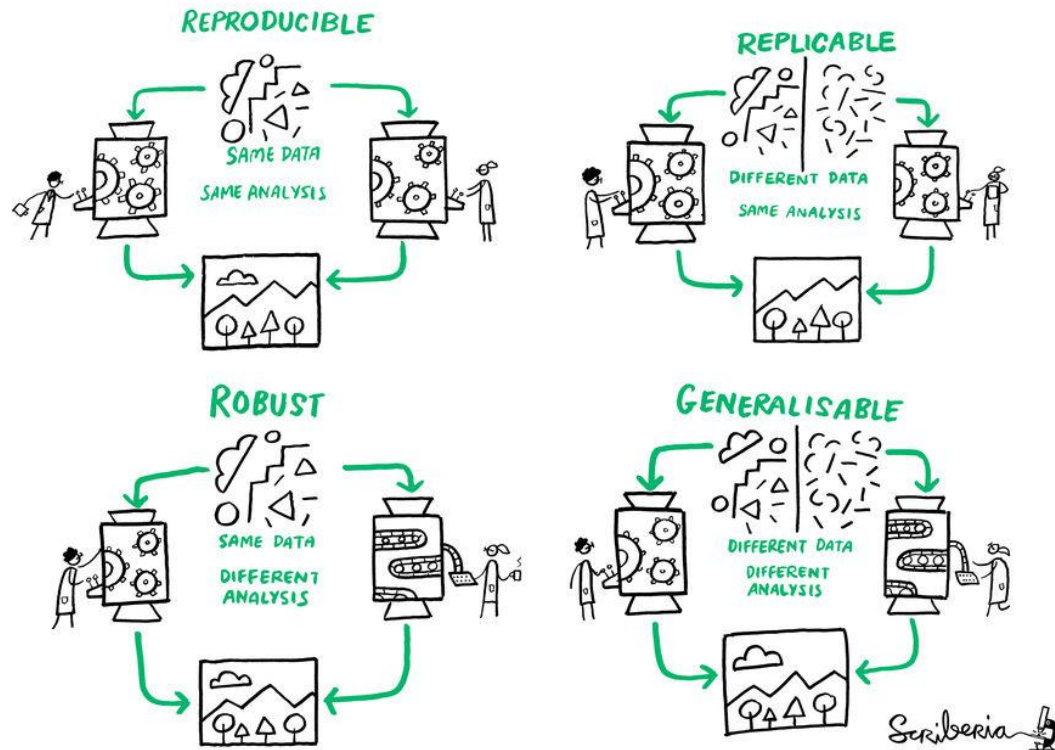 REPRODUCIBLE
SAME DATA
SAME ANALYSIS
REPLICABLE
DIFFERENT DATA
SAME ANALYSIS
ROBUST
SAME DATA
DIFFERENT
ANALYSIS
GENERALISABLE
DIFFERENT DATA
DIFFERENT
ANALYSIS
Scriberia